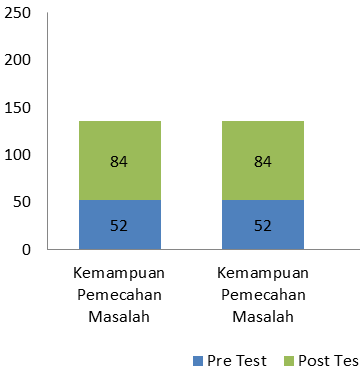 250
200
150
100
50
0
84
84
52
52
Kemampuan Pemecahan Masalah
Kemampuan Pemecahan Masalah
Pre Test
Post Tes